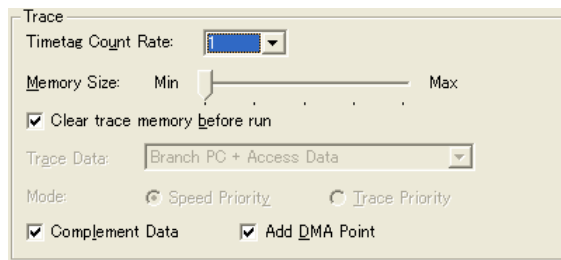 Trace
Timetag Count Rate: 1
Memory Size: Min Max
Clear trace memory before run
Trace Data: Branch PC + Access Data
Mode: Speed Priority Trace Priority
Complement Data Add DMA Point